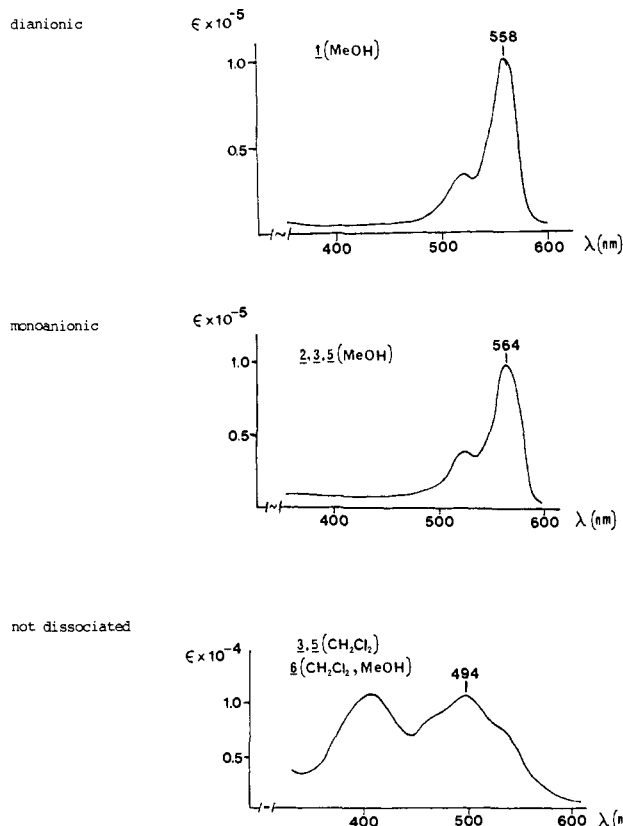 dianionic
ϵ×10⁻⁵
1(MeOH)
558
1.0
0.5
400
500
600
λ(nm)
monoanionic
ϵ×10⁻⁵
2,3,5(MeOH)
564
1.0
0.5
400
500
600
λ(nm)
not dissociated
ϵ×10⁻⁴
3,5(CH₂Cl₂)
6(CH₂Cl₂,MeOH)
494
1.0
0.5
400
500
600
λ(n